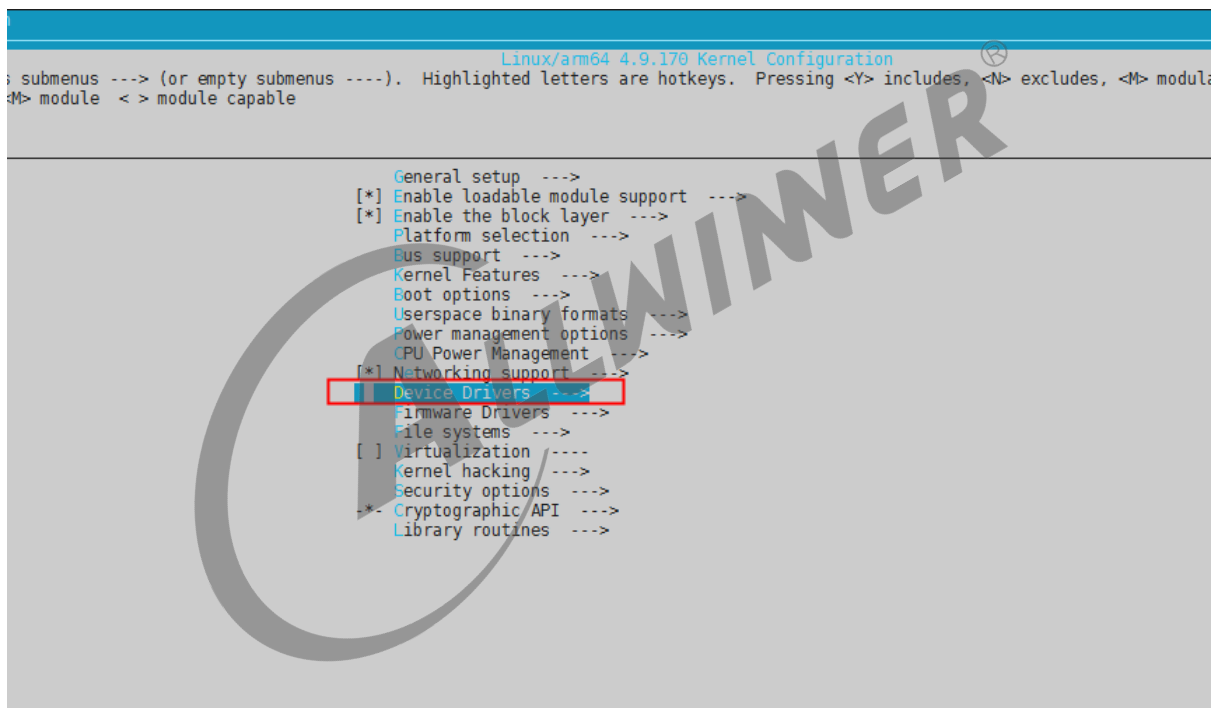 Linux/arm64 4.9.170 Kernel Configuration
submenus ---> (or empty submenus ----). Highlighted letters are hotkeys. Pressing <Y> includes, <N> excludes, <M>
<M> module < > module capable
General setup --->
[*] Enable loadable module support --->
[*] Enable the block layer --->
Platform selection --->
Bus support --->
Kernel Features --->
Boot options --->
Userspace binary formats --->
Power management options --->
CPU Power Management --->
[*] Networking support --->
Device Drivers --->
Firmware Drivers --->
File systems --->
[ ] Virtualization ----
Kernel hacking --->
Security options --->
-*- Cryptographic API --->
Library routines --->
ALLWINNER®